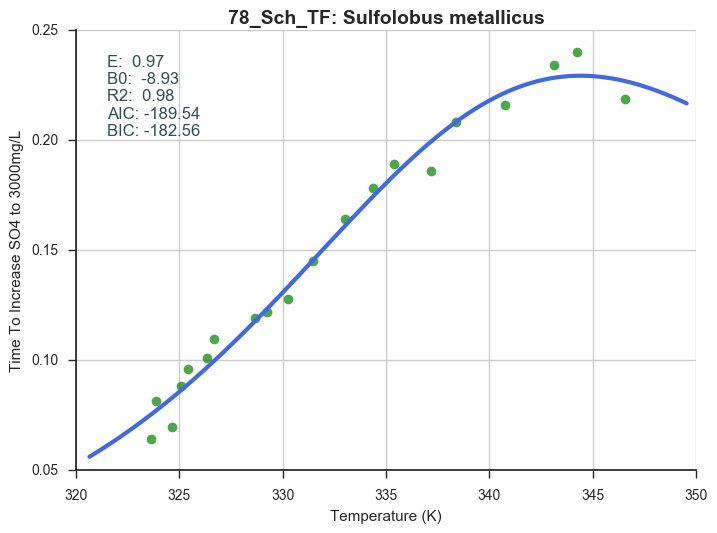 78_Sch_TF: Sulfolobus metallicus
0.25
E:  0.97
B0:  -8.93
R2:  0.98
AIC: -189.54
BIC: -182.56
0.20
0.15
0.10
0.05
Time To Increase SO4 to 3000mg/L
320 325 330 335 340 345 350
Temperature (K)